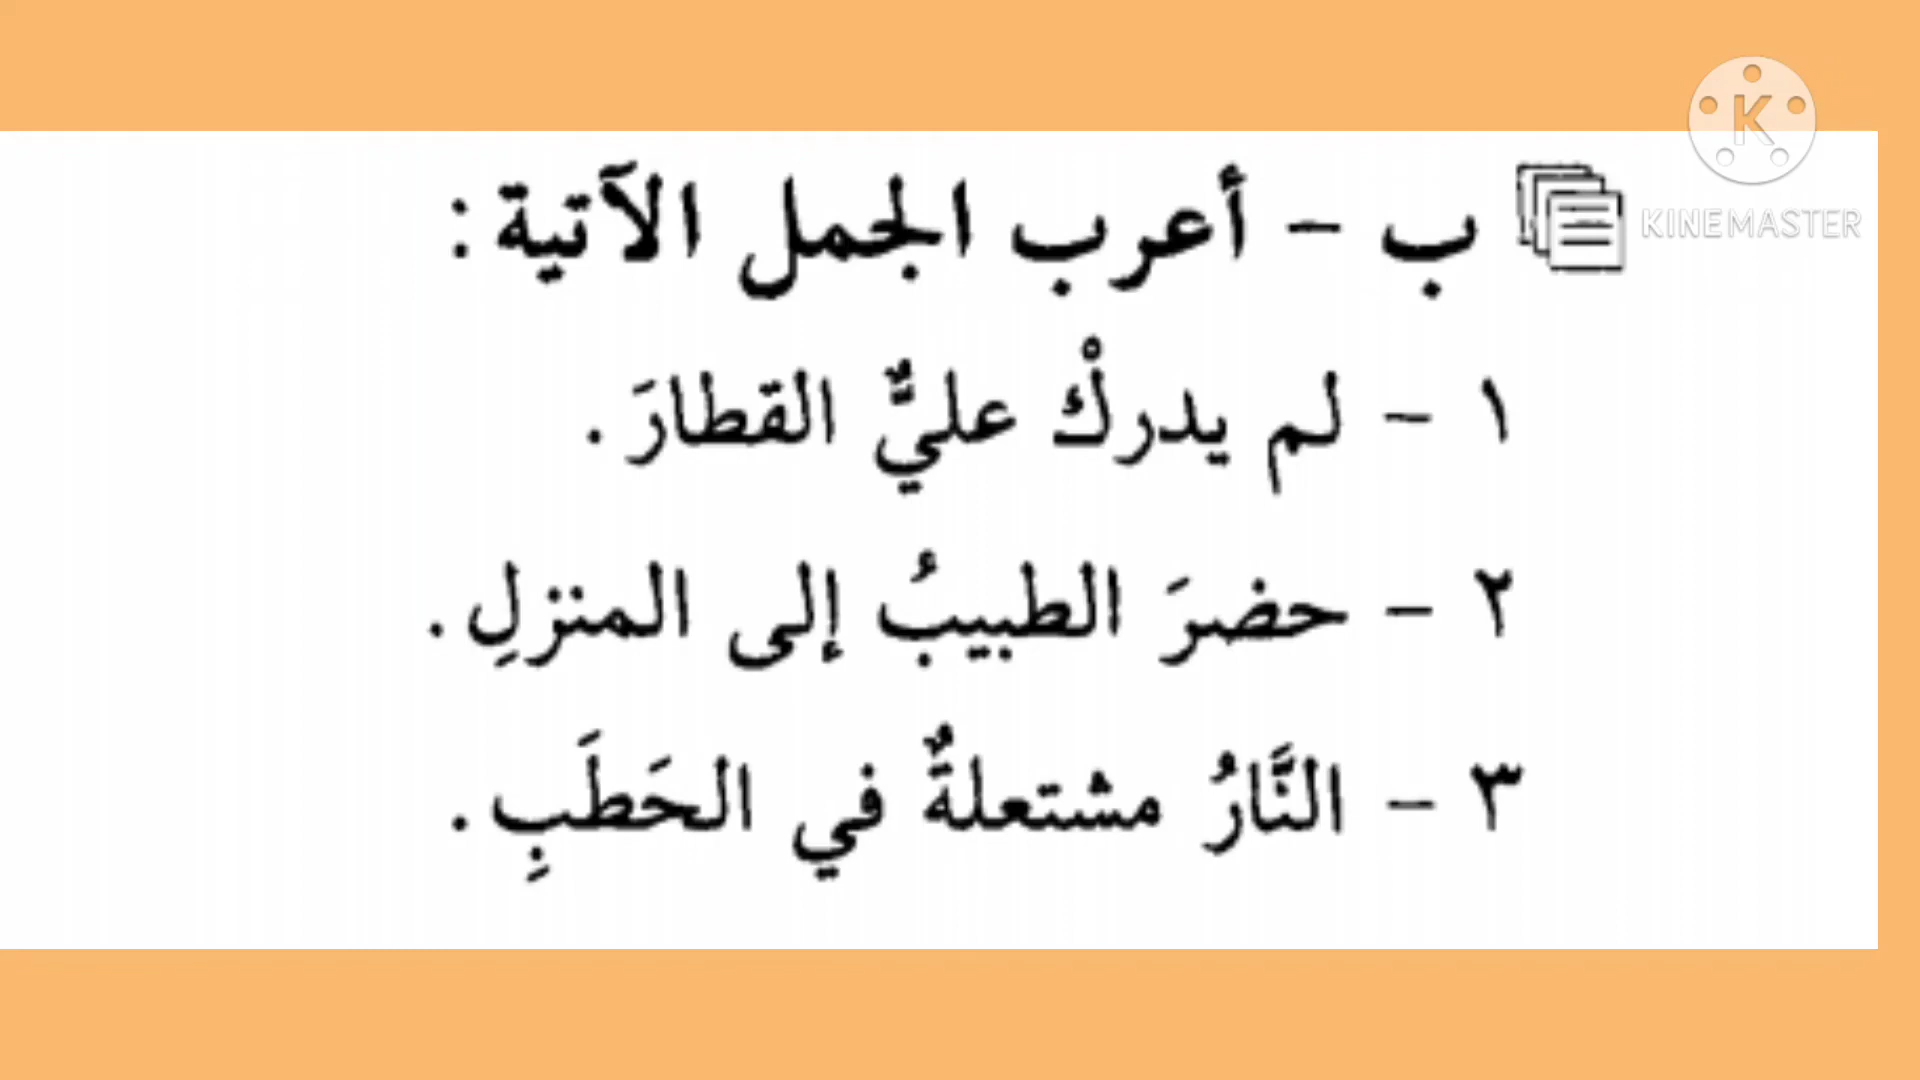 ب - أعرب الجمل الآتية :
KINEMASTER
١ - لم يدركْ عليٌّ القطارَ .
٢ - حضرَ الطبيبُ إلى المنزلِ .
٣ - النَّارُ مشتعلةٌ في الحَطَبِ .